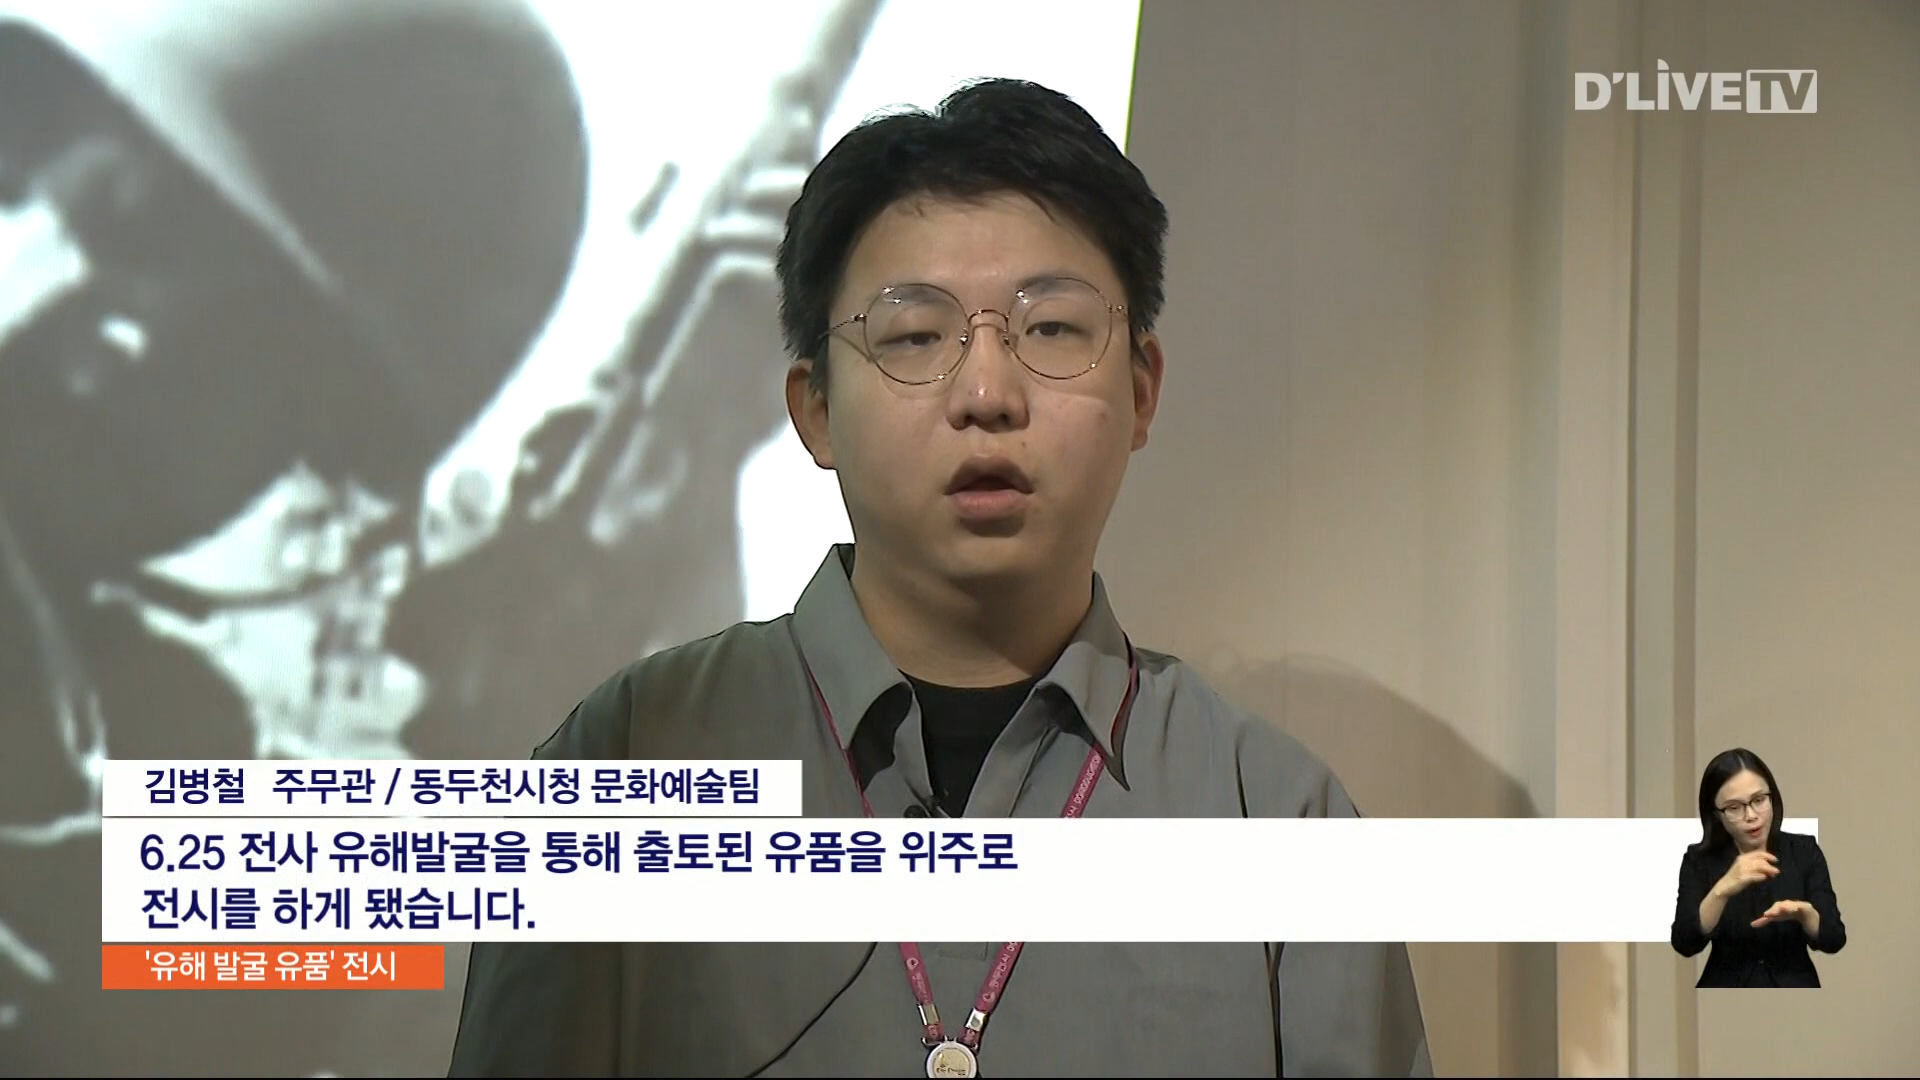 D'LIVE TV
김병철 주무관 / 동두천시청 문화예술팀
6.25 전사 유해발굴을 통해 출토된 유품을 위주로
전시를 하게 됐습니다.
'유해 발굴 유품' 전시